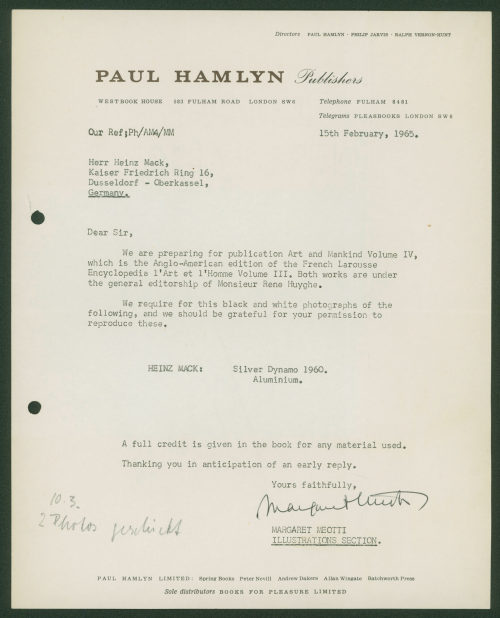 Directors PAUL HAMLYN · PHILIP JARVIS · RALPH VERNON-HUNT
PAUL HAMLYN Publishers
WESTBOOK HOUSE 583 FULHAM ROAD LONDON SW6 Telephone FULHAM 8481
Telegrams PLEASBOOKS LONDON SW6
Our Ref;Ph/AM4/MM 15th February, 1965.
Herr Heinz Mack,
Kaiser Friedrich Ring 16,
Dusseldorf - Oberkassel,
Germany.
Dear Sir,
We are preparing for publication Art and Mankind Volume IV,
which is the Anglo-American edition of the French Larousse
Encyclopedia l'Art et l'Homme Volume III. Both works are under
the general editorship of Monsieur Rene Huyghe.
We require for this black and white photographs of the
following, and we should be grateful for your permission to
reproduce these.
HEINZ MACK: Silver Dynamo 1960.
Aluminium.
A full credit is given in the book for any material used.
Thanking you in anticipation of an early reply.
Yours faithfully,
Margaret Meotti
MARGARET MEOTTI
ILLUSTRATIONS SECTION.
10.3.
2 Photos geschickt
PAUL HAMLYN LIMITED: Spring Books Peter Nevill Andrew Dakers Allan Wingate Batchworth Press
Sole distributors BOOKS FOR PLEASURE LIMITED